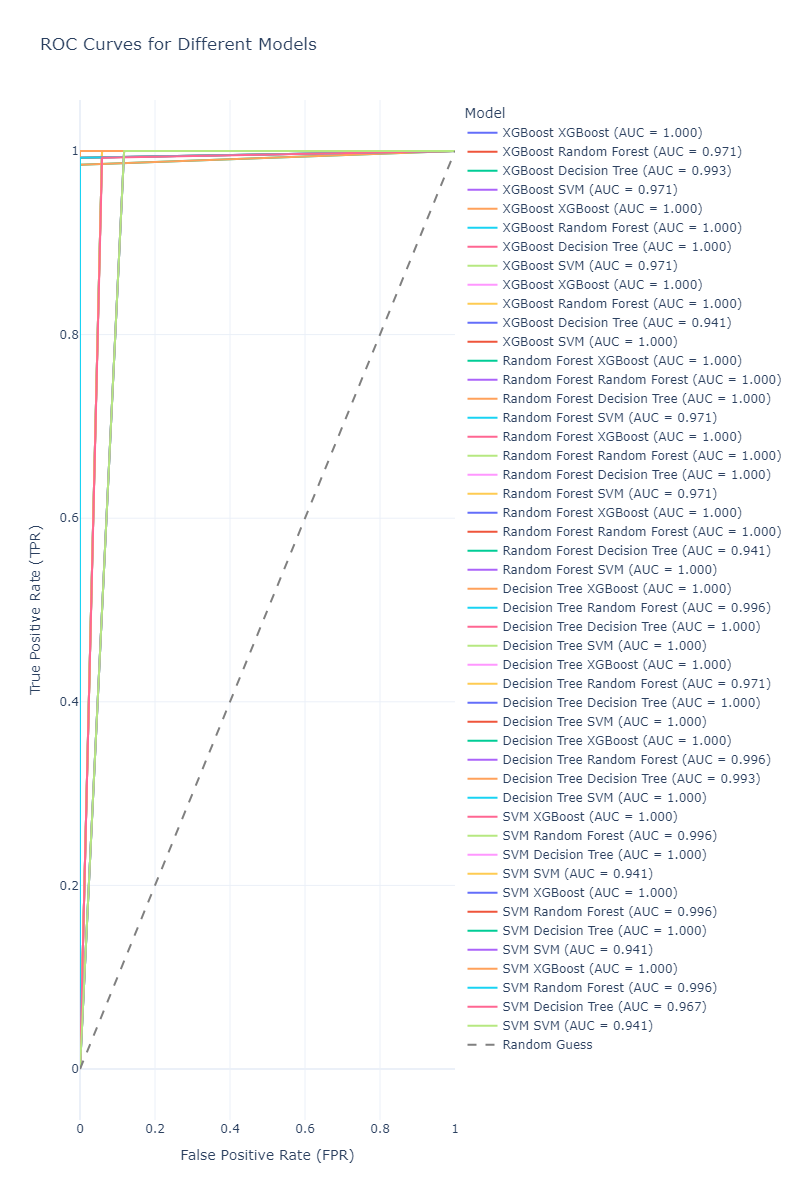 ROC Curves for Different Models
Model
XGBoost XGBoost (AUC = 1.000)
XGBoost Random Forest (AUC = 0.971)
XGBoost Decision Tree (AUC = 0.993)
XGBoost SVM (AUC = 0.971)
XGBoost XGBoost (AUC = 1.000)
XGBoost Random Forest (AUC = 1.000)
XGBoost Decision Tree (AUC = 1.000)
XGBoost SVM (AUC = 0.971)
XGBoost XGBoost (AUC = 1.000)
XGBoost Random Forest (AUC = 1.000)
XGBoost Decision Tree (AUC = 0.941)
XGBoost SVM (AUC = 1.000)
Random Forest XGBoost (AUC = 1.000)
Random Forest Random Forest (AUC = 1.000)
Random Forest Decision Tree (AUC = 1.000)
Random Forest SVM (AUC = 0.971)
Random Forest XGBoost (AUC = 1.000)
Random Forest Random Forest (AUC = 1.000)
Random Forest Decision Tree (AUC = 1.000)
Random Forest SVM (AUC = 0.971)
Random Forest XGBoost (AUC = 1.000)
Random Forest Random Forest (AUC = 1.000)
Random Forest Decision Tree (AUC = 0.941)
Random Forest SVM (AUC = 1.000)
Decision Tree XGBoost (AUC = 1.000)
Decision Tree Random Forest (AUC = 0.996)
Decision Tree Decision Tree (AUC = 1.000)
Decision Tree SVM (AUC = 1.000)
Decision Tree XGBoost (AUC = 1.000)
Decision Tree Random Forest (AUC = 0.971)
Decision Tree Decision Tree (AUC = 1.000)
Decision Tree SVM (AUC = 1.000)
Decision Tree XGBoost (AUC = 1.000)
Decision Tree Random Forest (AUC = 0.996)
Decision Tree Decision Tree (AUC = 0.993)
Decision Tree SVM (AUC = 1.000)
SVM XGBoost (AUC = 1.000)
SVM Random Forest (AUC = 0.996)
SVM Decision Tree (AUC = 1.000)
SVM SVM (AUC = 0.941)
SVM XGBoost (AUC = 1.000)
SVM Random Forest (AUC = 0.996)
SVM Decision Tree (AUC = 1.000)
SVM SVM (AUC = 0.941)
SVM XGBoost (AUC = 1.000)
SVM Random Forest (AUC = 0.996)
SVM Decision Tree (AUC = 0.967)
SVM SVM (AUC = 0.941)
Random Guess
True Positive Rate (TPR)
1
0.8
0.6
0.4
0.2
0
0 0.2 0.4 0.6 0.8 1
False Positive Rate (FPR)